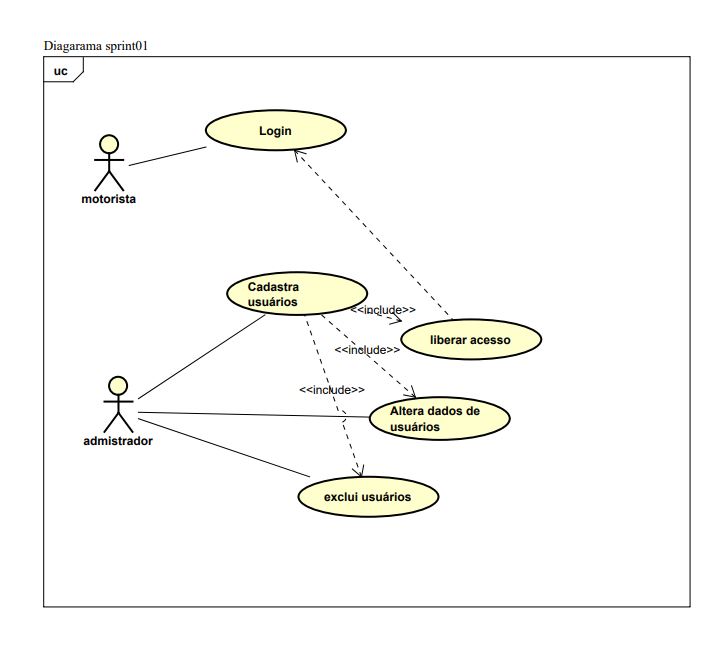 Diagarama sprint01
uc
Login
motorista
Cadastra
usuários
<<include>>
liberar acesso
<<include>>
<<include>>
Altera dados de
usuários
admistrador
exclui usuários